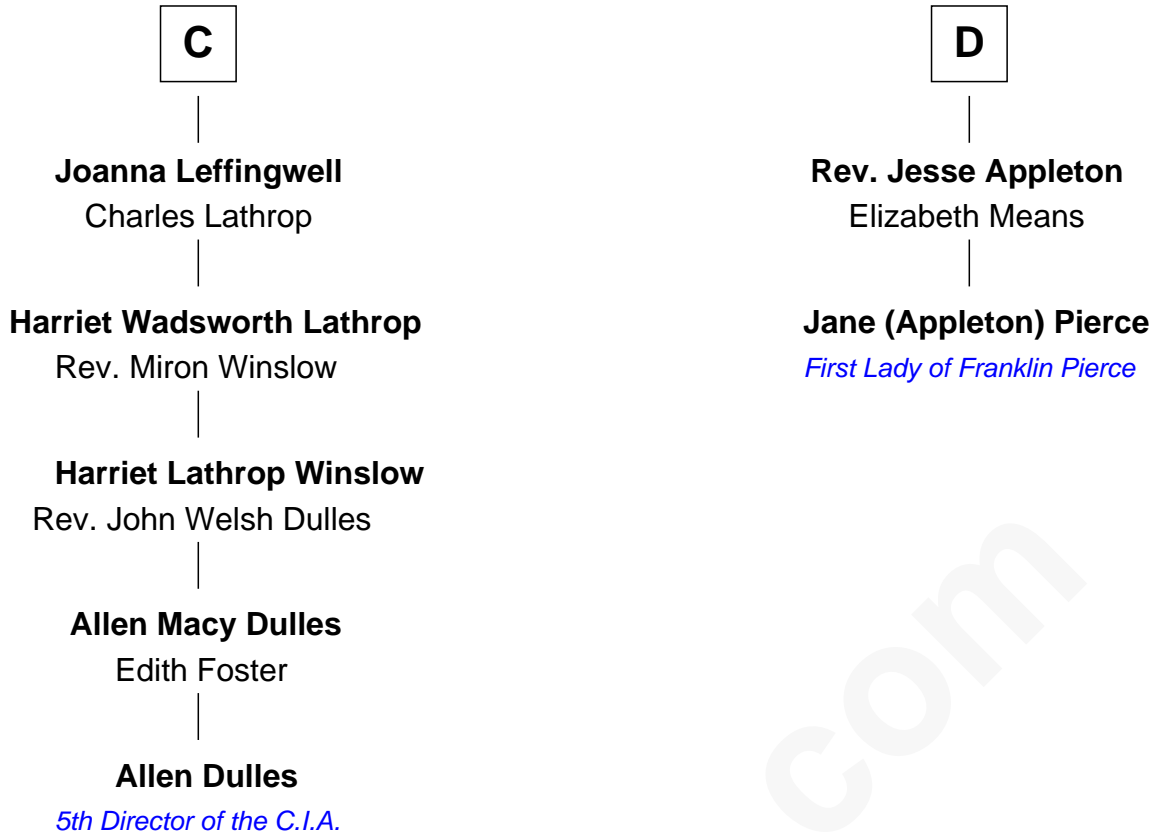 C
Joanna Leffingwell
Charles Lathrop
Harriet Wadsworth Lathrop
Rev. Miron Winslow
Harriet Lathrop Winslow
Rev. John Welsh Dulles
Allen Macy Dulles
Edith Foster
Allen Dulles
5th Director of the C.I.A.
D
Rev. Jesse Appleton
Elizabeth Means
Jane (Appleton) Pierce
First Lady of Franklin Pierce
com